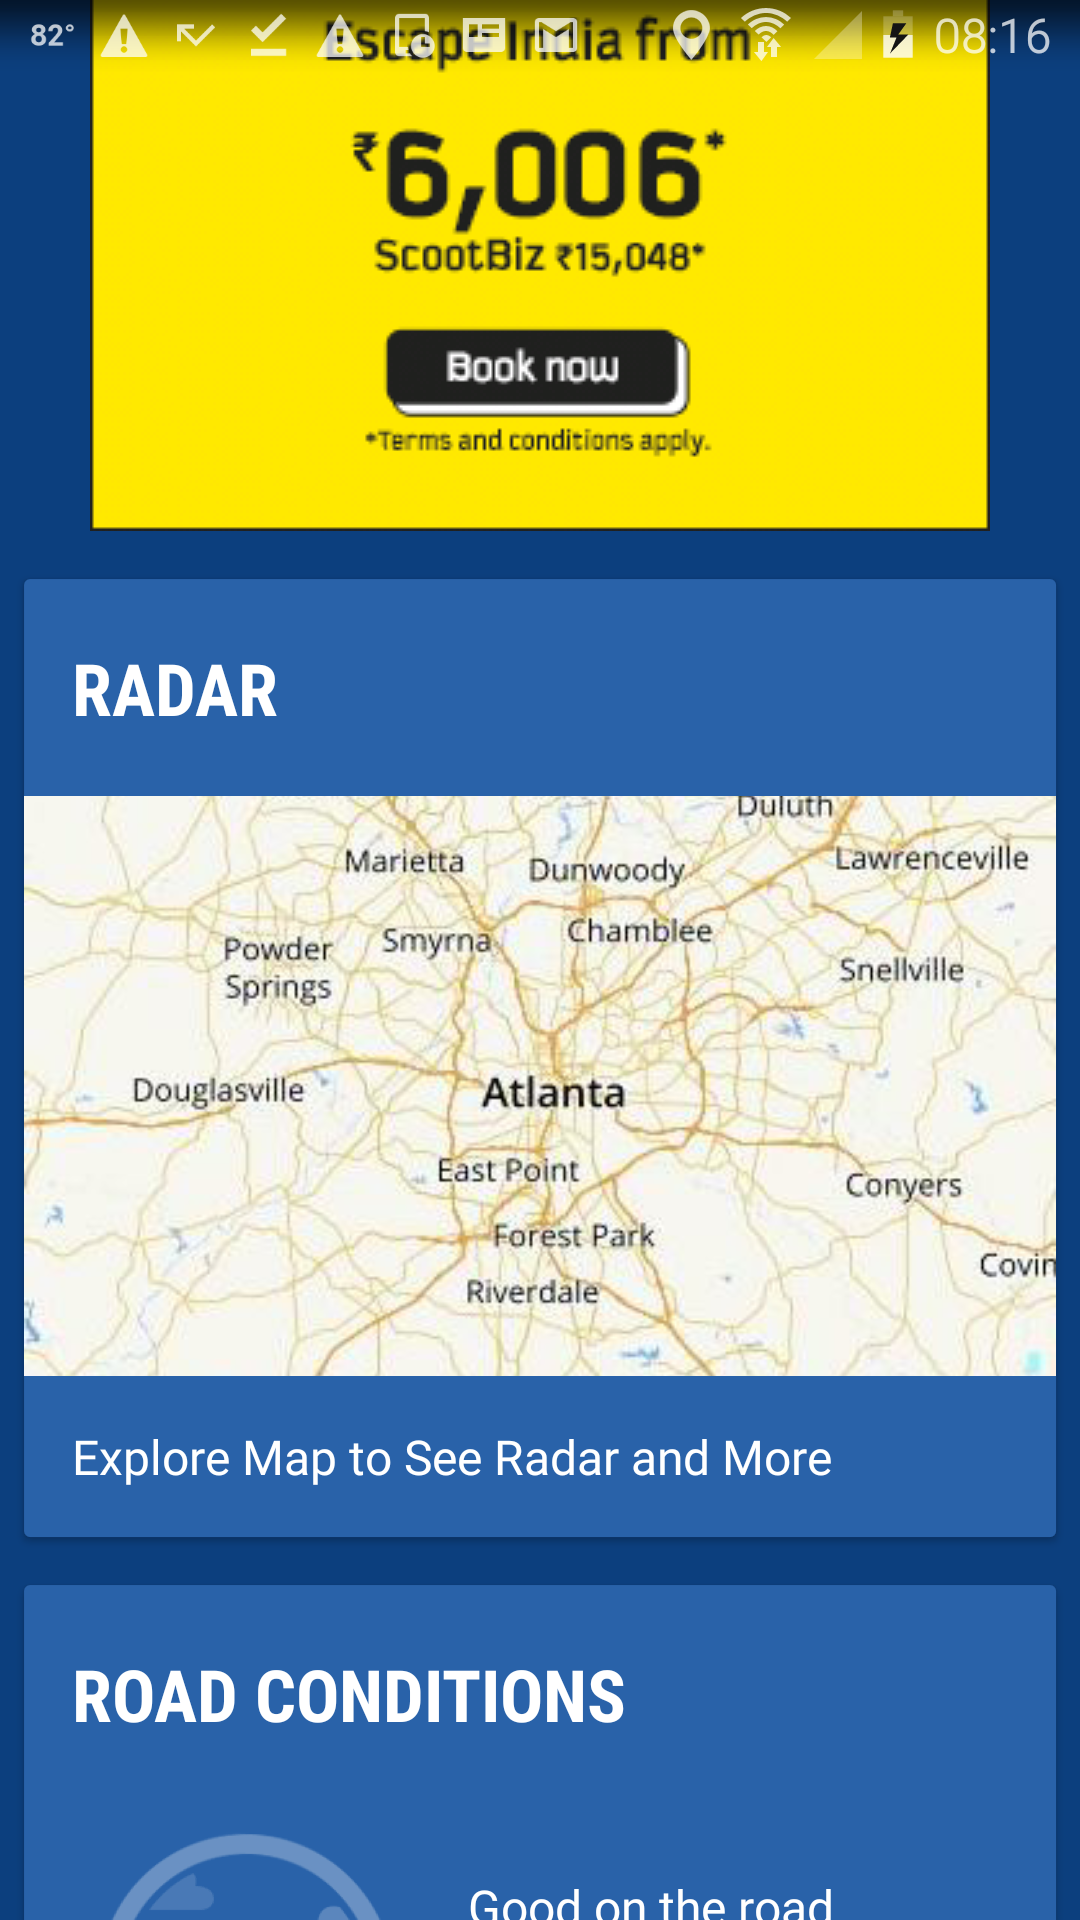 82°
08:16
Escape India from
₹6,006*
ScootBiz ₹15,048*
Book now
*Terms and conditions apply.
RADAR
Duluth
Marietta
Dunwoody
Lawrenceville
Smyrna
Chamblee
Powder
Springs
Snellville
Douglasville
Atlanta
East Point
Conyers
Forest Park
Covin
Riverdale
Explore Map to See Radar and More
ROAD CONDITIONS
Good on the road